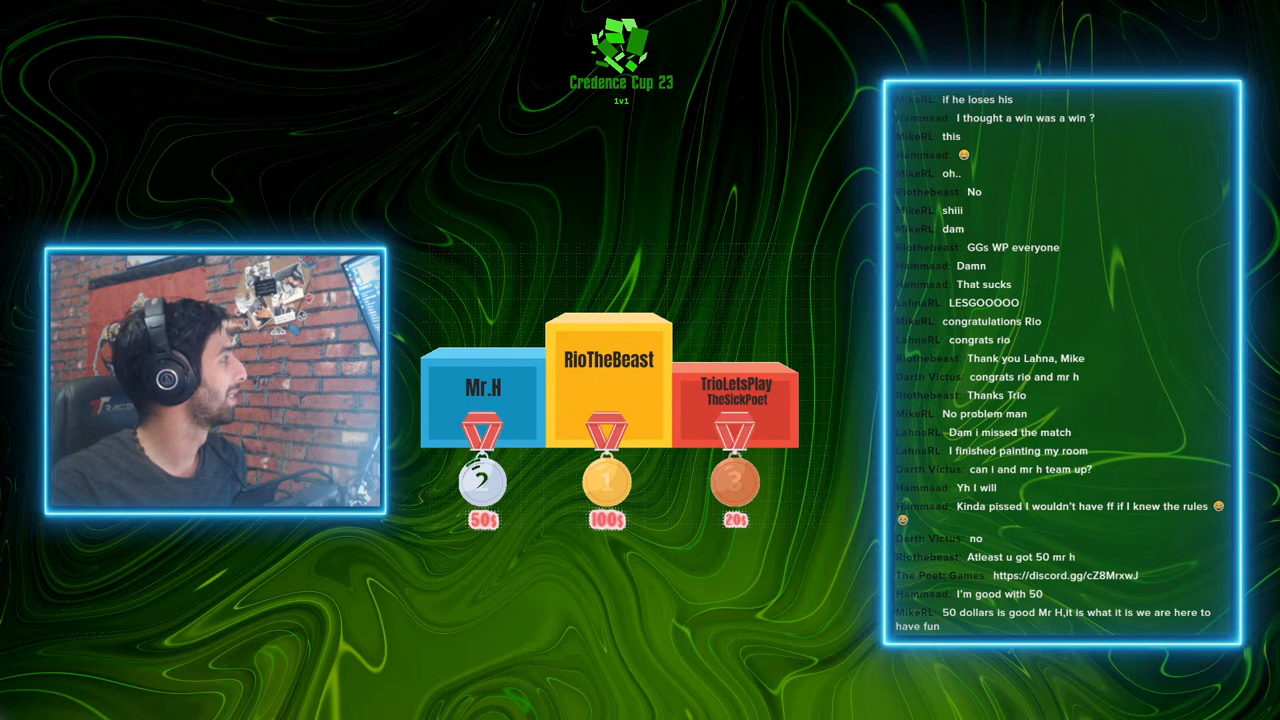 Credence Cup 23
1v1
Mr.H
RioTheBeast
TrioLetsPlay
TheSickPoet
2
1
3
50$
100$
20$
MikeRL: if he loses his
Hammaad: I thought a win was a win ?
MikeRL: this
Hammaad: 😂
MikeRL: oh..
Riothebeast: No
MikeRL: shiii
MikeRL: dam
Riothebeast: GGs WP everyone
Hammaad: Damn
Hammaad: That sucks
LahnaRL: LESGOOOOO
MikeRL: congratulations Rio
LahnaRL: congrats rio
Riothebeast: Thank you Lahna, Mike
Darth Victus: congrats rio and mr h
Riothebeast: Thanks Trio
MikeRL: No problem man
LahnaRL: Dam i missed the match
LahnaRL: I finished painting my room
Darth Victus: can i and mr h team up?
Hammaad: Yh I will
Hammaad: Kinda pissed I wouldn't have ff if I knew the rules 😂
😂
Darth Victus: no
Riothebeast: Atleast u got 50 mr h
The Poet: Games: https://discord.gg/cZ8MrxwJ
Hammaad: I'm good with 50
MikeRL: 50 dollars is good Mr H,it is what it is we are here to
have fun